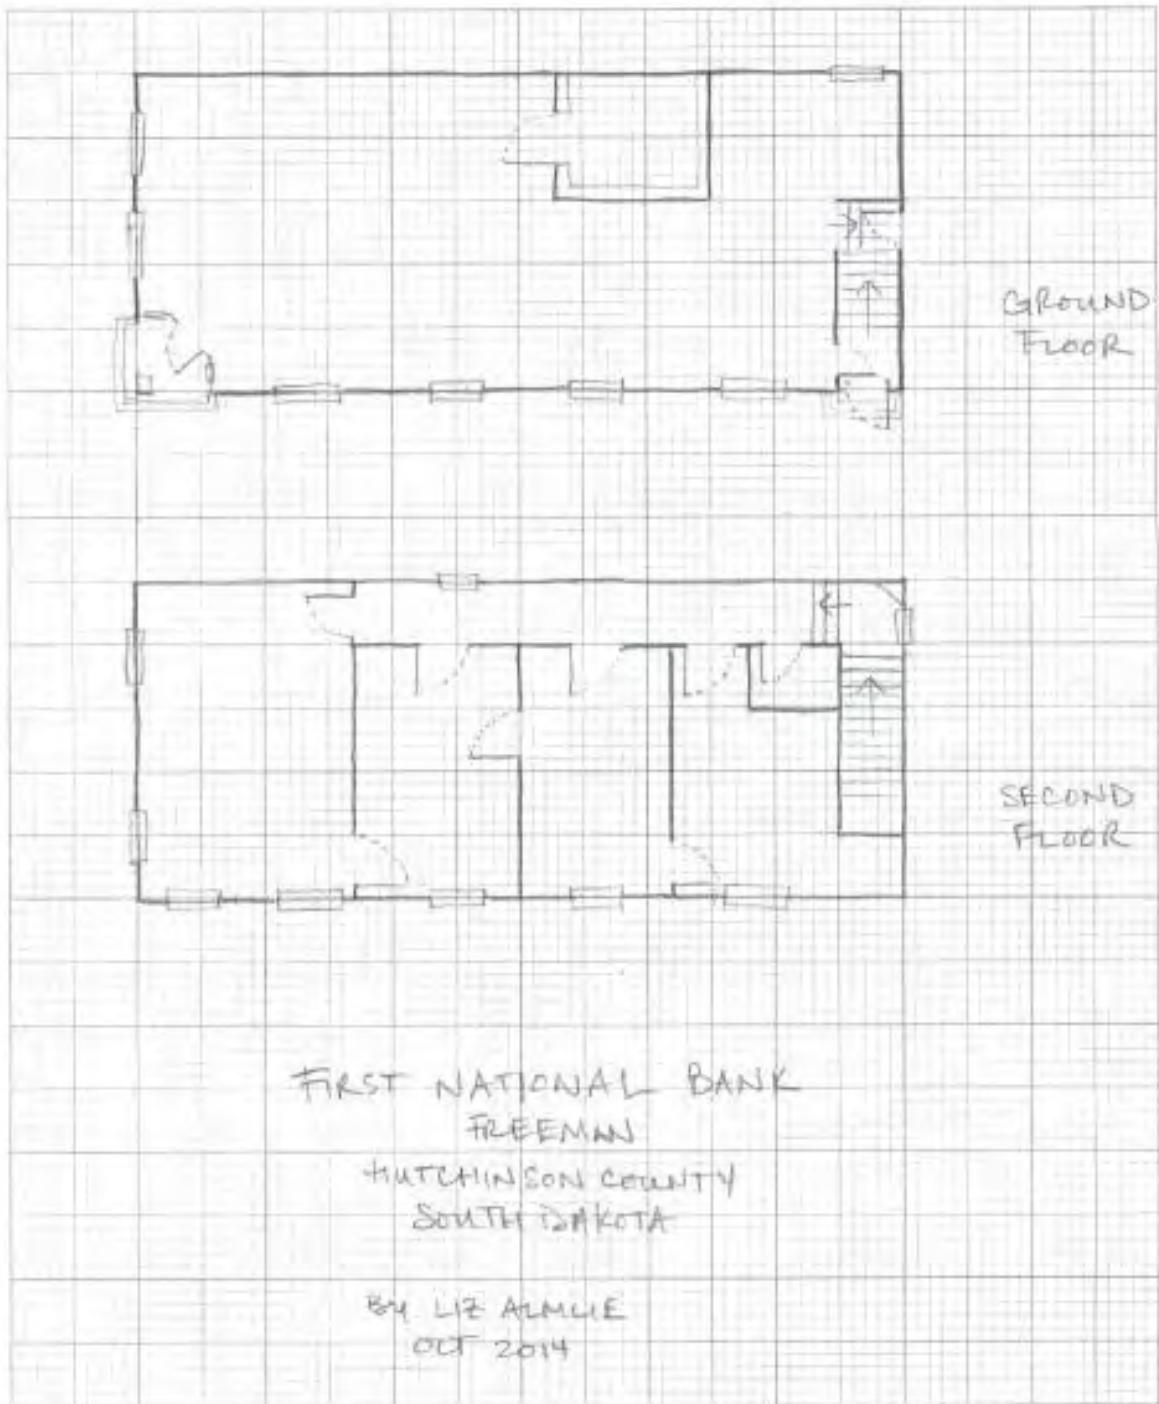 GROUND
FLOOR
SECOND
FLOOR
FIRST NATIONAL BANK
FREEMAN
HUTCHINSON COUNTY
SOUTH DAKOTA
BY LIZ ALMLIE
OCT 2014